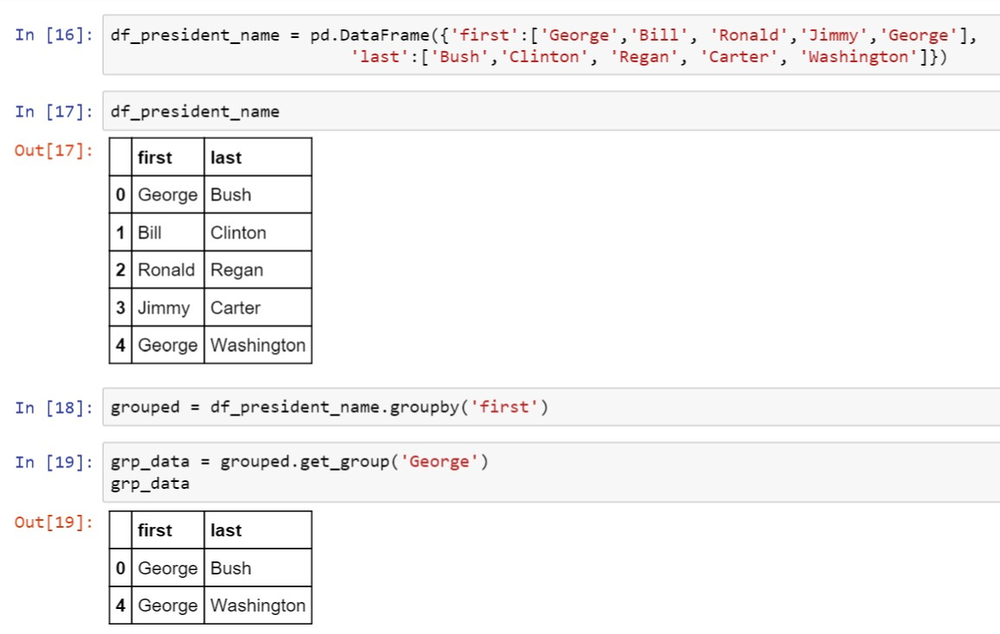 In [16]: df_president_name = pd.DataFrame({'first':['George','Bill', 'Ronald','Jimmy','George'],
'last':['Bush','Clinton', 'Regan', 'Carter', 'Washington']})
In [17]: df_president_name
Out[17]:
first last
0 George Bush
1 Bill Clinton
2 Ronald Regan
3 Jimmy Carter
4 George Washington
In [18]: grouped = df_president_name.groupby('first')
In [19]: grp_data = grouped.get_group('George')
grp_data
Out[19]:
first last
0 George Bush
4 George Washington